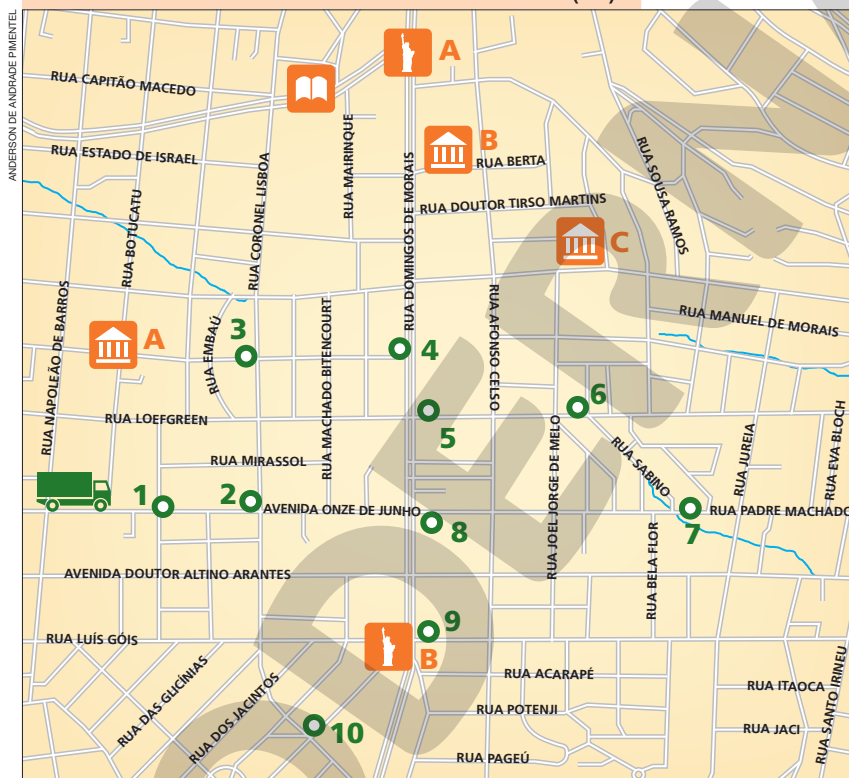 ANDERSON DE ANDRADE PIMENTEL
A
RUA CAPITÃO MACEDO
B
RUA MAIRINQUE
RUA ESTADO DE ISRAEL
RUA BERTA
RUA CORONEL LISBOA
RUA DOMINGOS DE MORAIS
RUA SOUSA RAMOS
RUA BOTUCATU
RUA DOUTOR TIRSO MARTINS
C
RUA NAPOLEÃO DE BARROS
RUA MACHADO BITENCOURT
RUA AFONSO CELSO
RUA MANUEL DE MORAIS
A
RUA EMBAÚ
3
4
6
RUA LOEFGREEN
5
RUA JOEL JORGE DE MELO
RUA SABINO
RUA JUREIA
RUA EVA BLOCH
RUA MIRASSOL
1
2
AVENIDA ONZE DE JUNHO
8
7
RUA PADRE MACHADO
RUA BELA FLOR
AVENIDA DOUTOR ALTINO ARANTES
9
RUA LUÍS GÓIS
B
RUA DAS GLICÍNIAS
RUA DOS JACINTOS
RUA ACARAPÉ
RUA ITAOCA
RUA SANTO IRINEU
RUA POTENJI
10
RUA JACI
RUA PAGEÚ